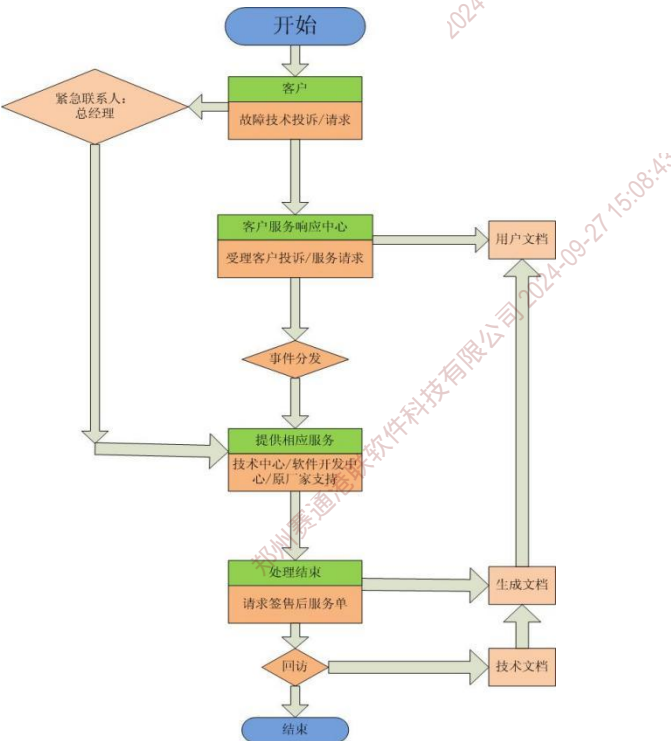 开始
客户
故障技术投诉/请求
紧急联系人:
总经理
客户服务响应中心
受理客户投诉/服务请求
用户文档
事件分发
提供相应服务
技术中心/软件开发中
心/原厂家支持
处理结束
请求签售后服务单
生成文档
回访
技术文档
结束
2024
郑州赛通港联软件科技有限公司 2024-09-27 15:08:43